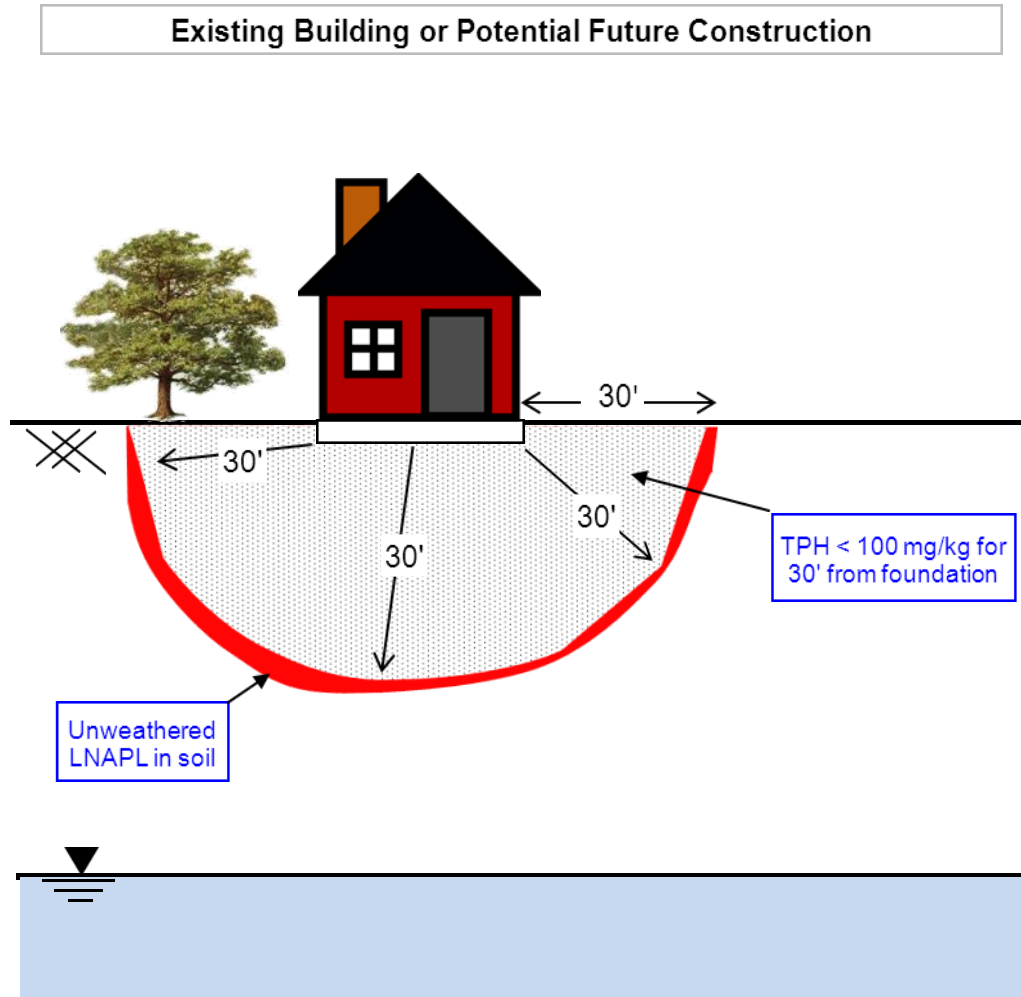 Existing Building or Potential Future Construction
30'
30'
30'
30'
TPH < 100 mg/kg for
30' from foundation
Unweathered
LNAPL in soil